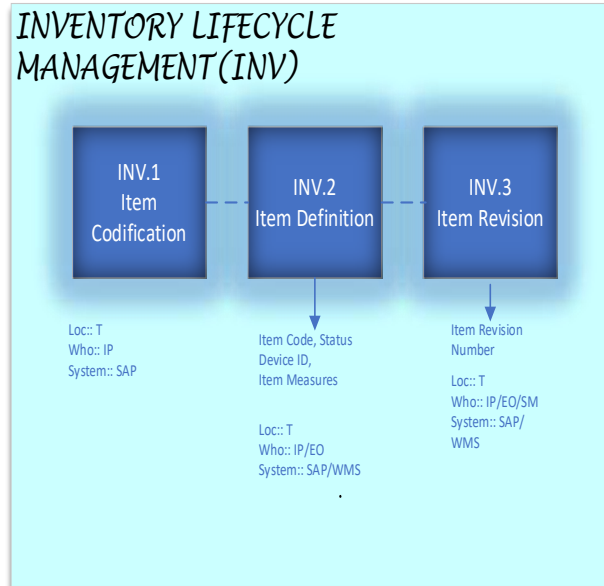 INVENTORY LIFECYCLE
MANAGEMENT(INV)
INV.1
Item
Codification
INV.2
Item Definition
INV.3
Item Revision
Loc:: T
Who:: IP
System:: SAP
Item Code, Status
Device ID,
Item Measures
Loc:: T
Who:: IP/EO
System:: SAP/WMS
.
Item Revision
Number
Loc:: T
Who:: IP/EO/SM
System:: SAP/
WMS